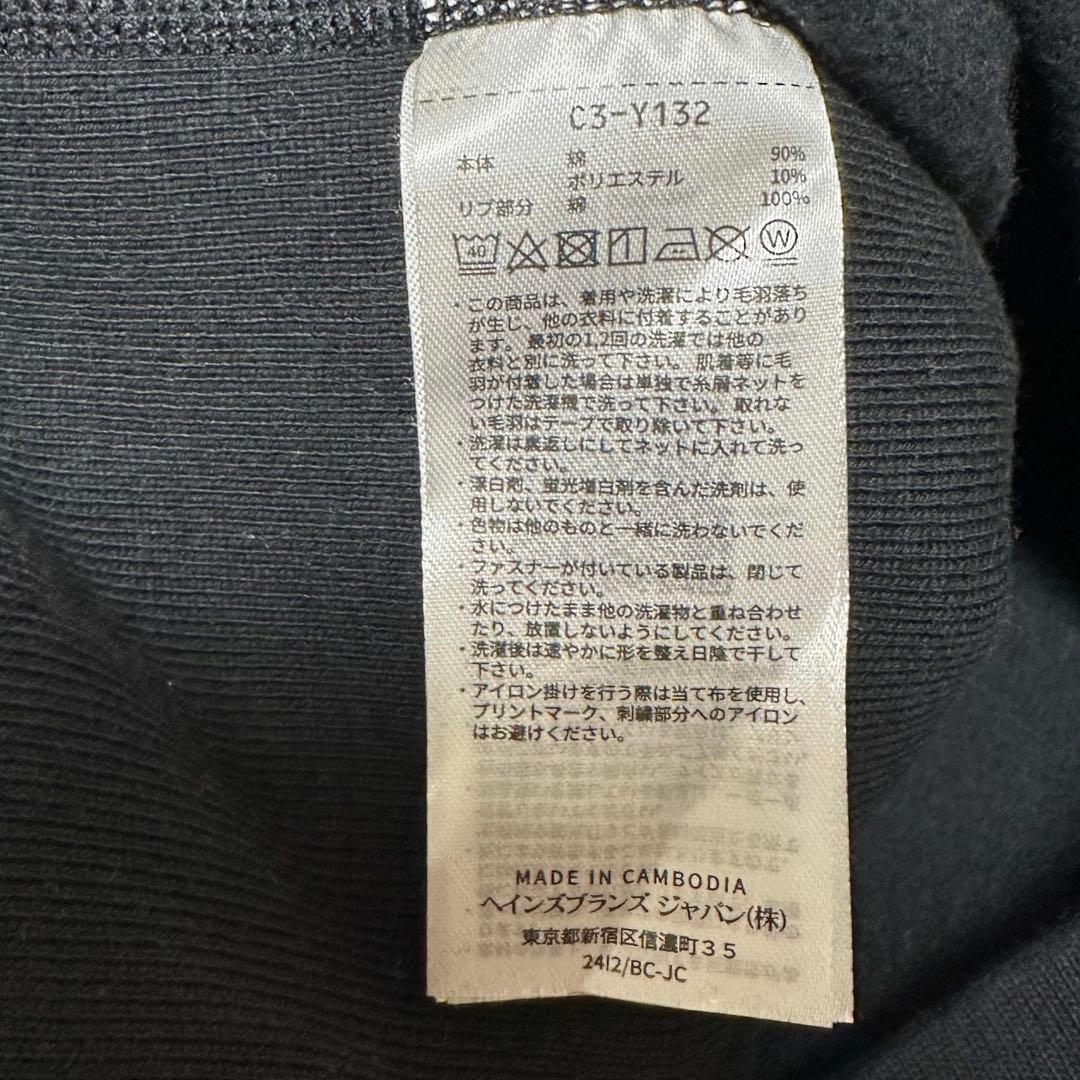 C3-Y132
本体 綿 90%
ポリエステル 10%
リブ部分 綿 100%
40
W
・この商品は、着用や洗濯により毛羽落ち
が生じ、他の衣料に付着することがあり
ます。 最初の1,2回の洗濯では他の
衣料と別に洗って下さい。 肌着等に毛
羽が付着した場合は単独で糸屑ネットを
つけた洗濯機で洗って下さい。 取れな
い毛羽はテープで取り除いて下さい。
・洗濯は裏返しにしてネットに入れて洗っ
てください。
・漂白剤、蛍光増白剤を含んだ洗剤は、使
用しないでください。
・色物は他のものと一緒に洗わないでくだ
さい。
・ファスナーが付いている製品は、閉じて
洗ってください。
・水につけたまま他の洗濯物と重ね合わせ
たり、放置しないようにしてください。
・洗濯後は速やかに形を整え日陰で干して
下さい。
・アイロン掛けを行う際は当て布を使用し、
プリントマーク、刺繍部分へのアイロン
はお避けください。
MADE IN CAMBODIA
ヘインズブランズ ジャパン(株)
東京都新宿区信濃町35
2412/BC-JC